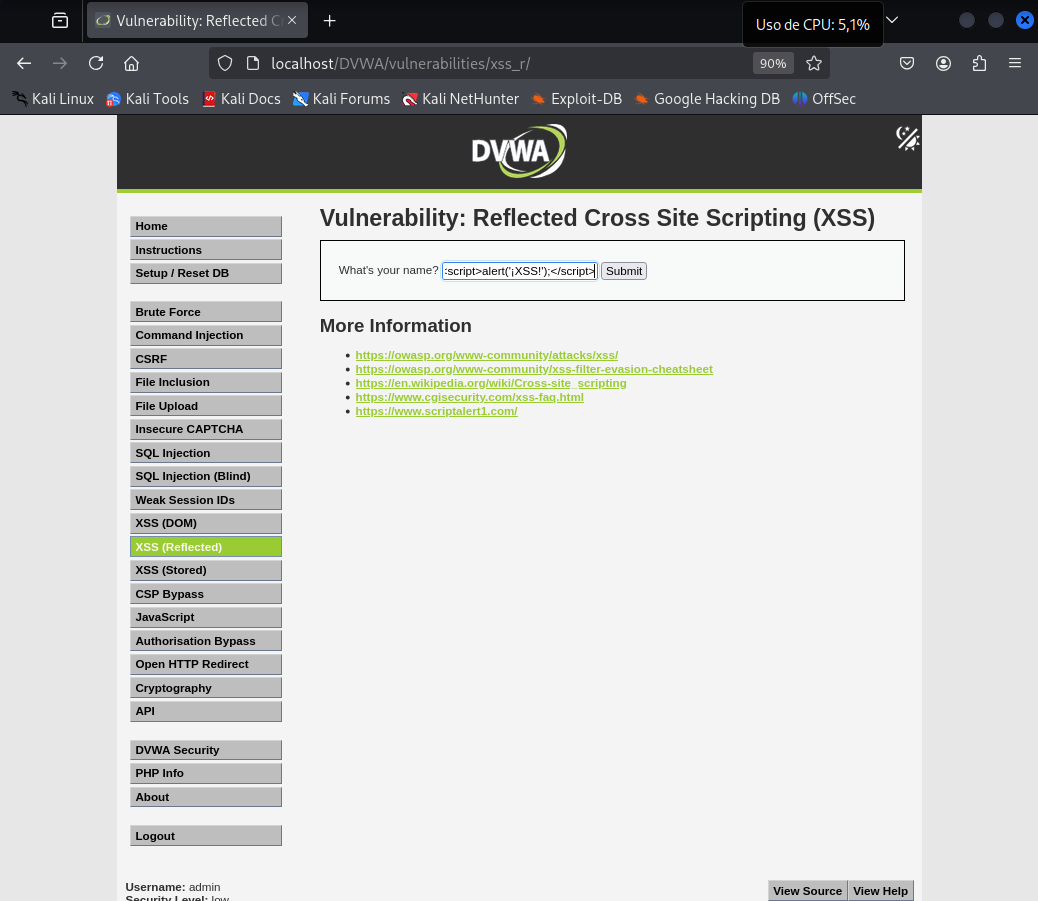 Vulnerability: Reflected C
Uso de CPU: 5,1%
localhost/DVWA/vulnerabilities/xss_r/
90%
Kali Linux Kali Tools Kali Docs Kali Forums Kali NetHunter Exploit-DB Google Hacking DB OffSec
DVWA
Home
Instructions
Setup / Reset DB
Brute Force
Command Injection
CSRF
File Inclusion
File Upload
Insecure CAPTCHA
SQL Injection
SQL Injection (Blind)
Weak Session IDs
XSS (DOM)
XSS (Reflected)
XSS (Stored)
CSP Bypass
JavaScript
Authorisation Bypass
Open HTTP Redirect
Cryptography
API
DVWA Security
PHP Info
About
Logout
Vulnerability: Reflected Cross Site Scripting (XSS)
What's your name? script>alert('¡XSS!');</script> Submit
More Information
https://owasp.org/www-community/attacks/xss/
https://owasp.org/www-community/xss-filter-evasion-cheatsheet
https://en.wikipedia.org/wiki/Cross-site_scripting
https://www.cgisecurity.com/xss-faq.html
https://www.scriptalert1.com/
Username: admin
Security Level: low
View Source View Help